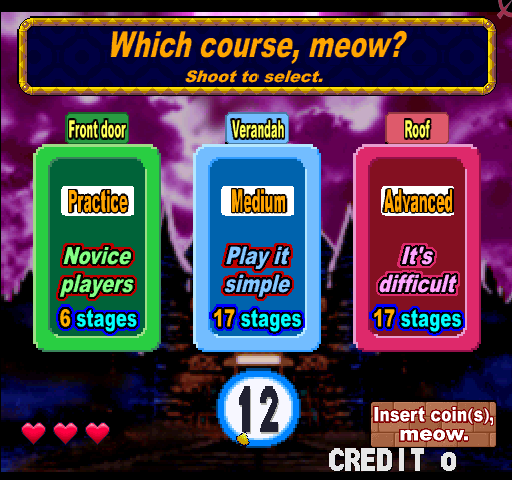 Which course, meow?
Shoot to select.
Front door
Verandah
Roof
Practice
Medium
Advanced
Novice
players
Play it
simple
It's
difficult
6 stages
17 stages
17 stages
12
Insert coin(s),
meow.
CREDIT 0